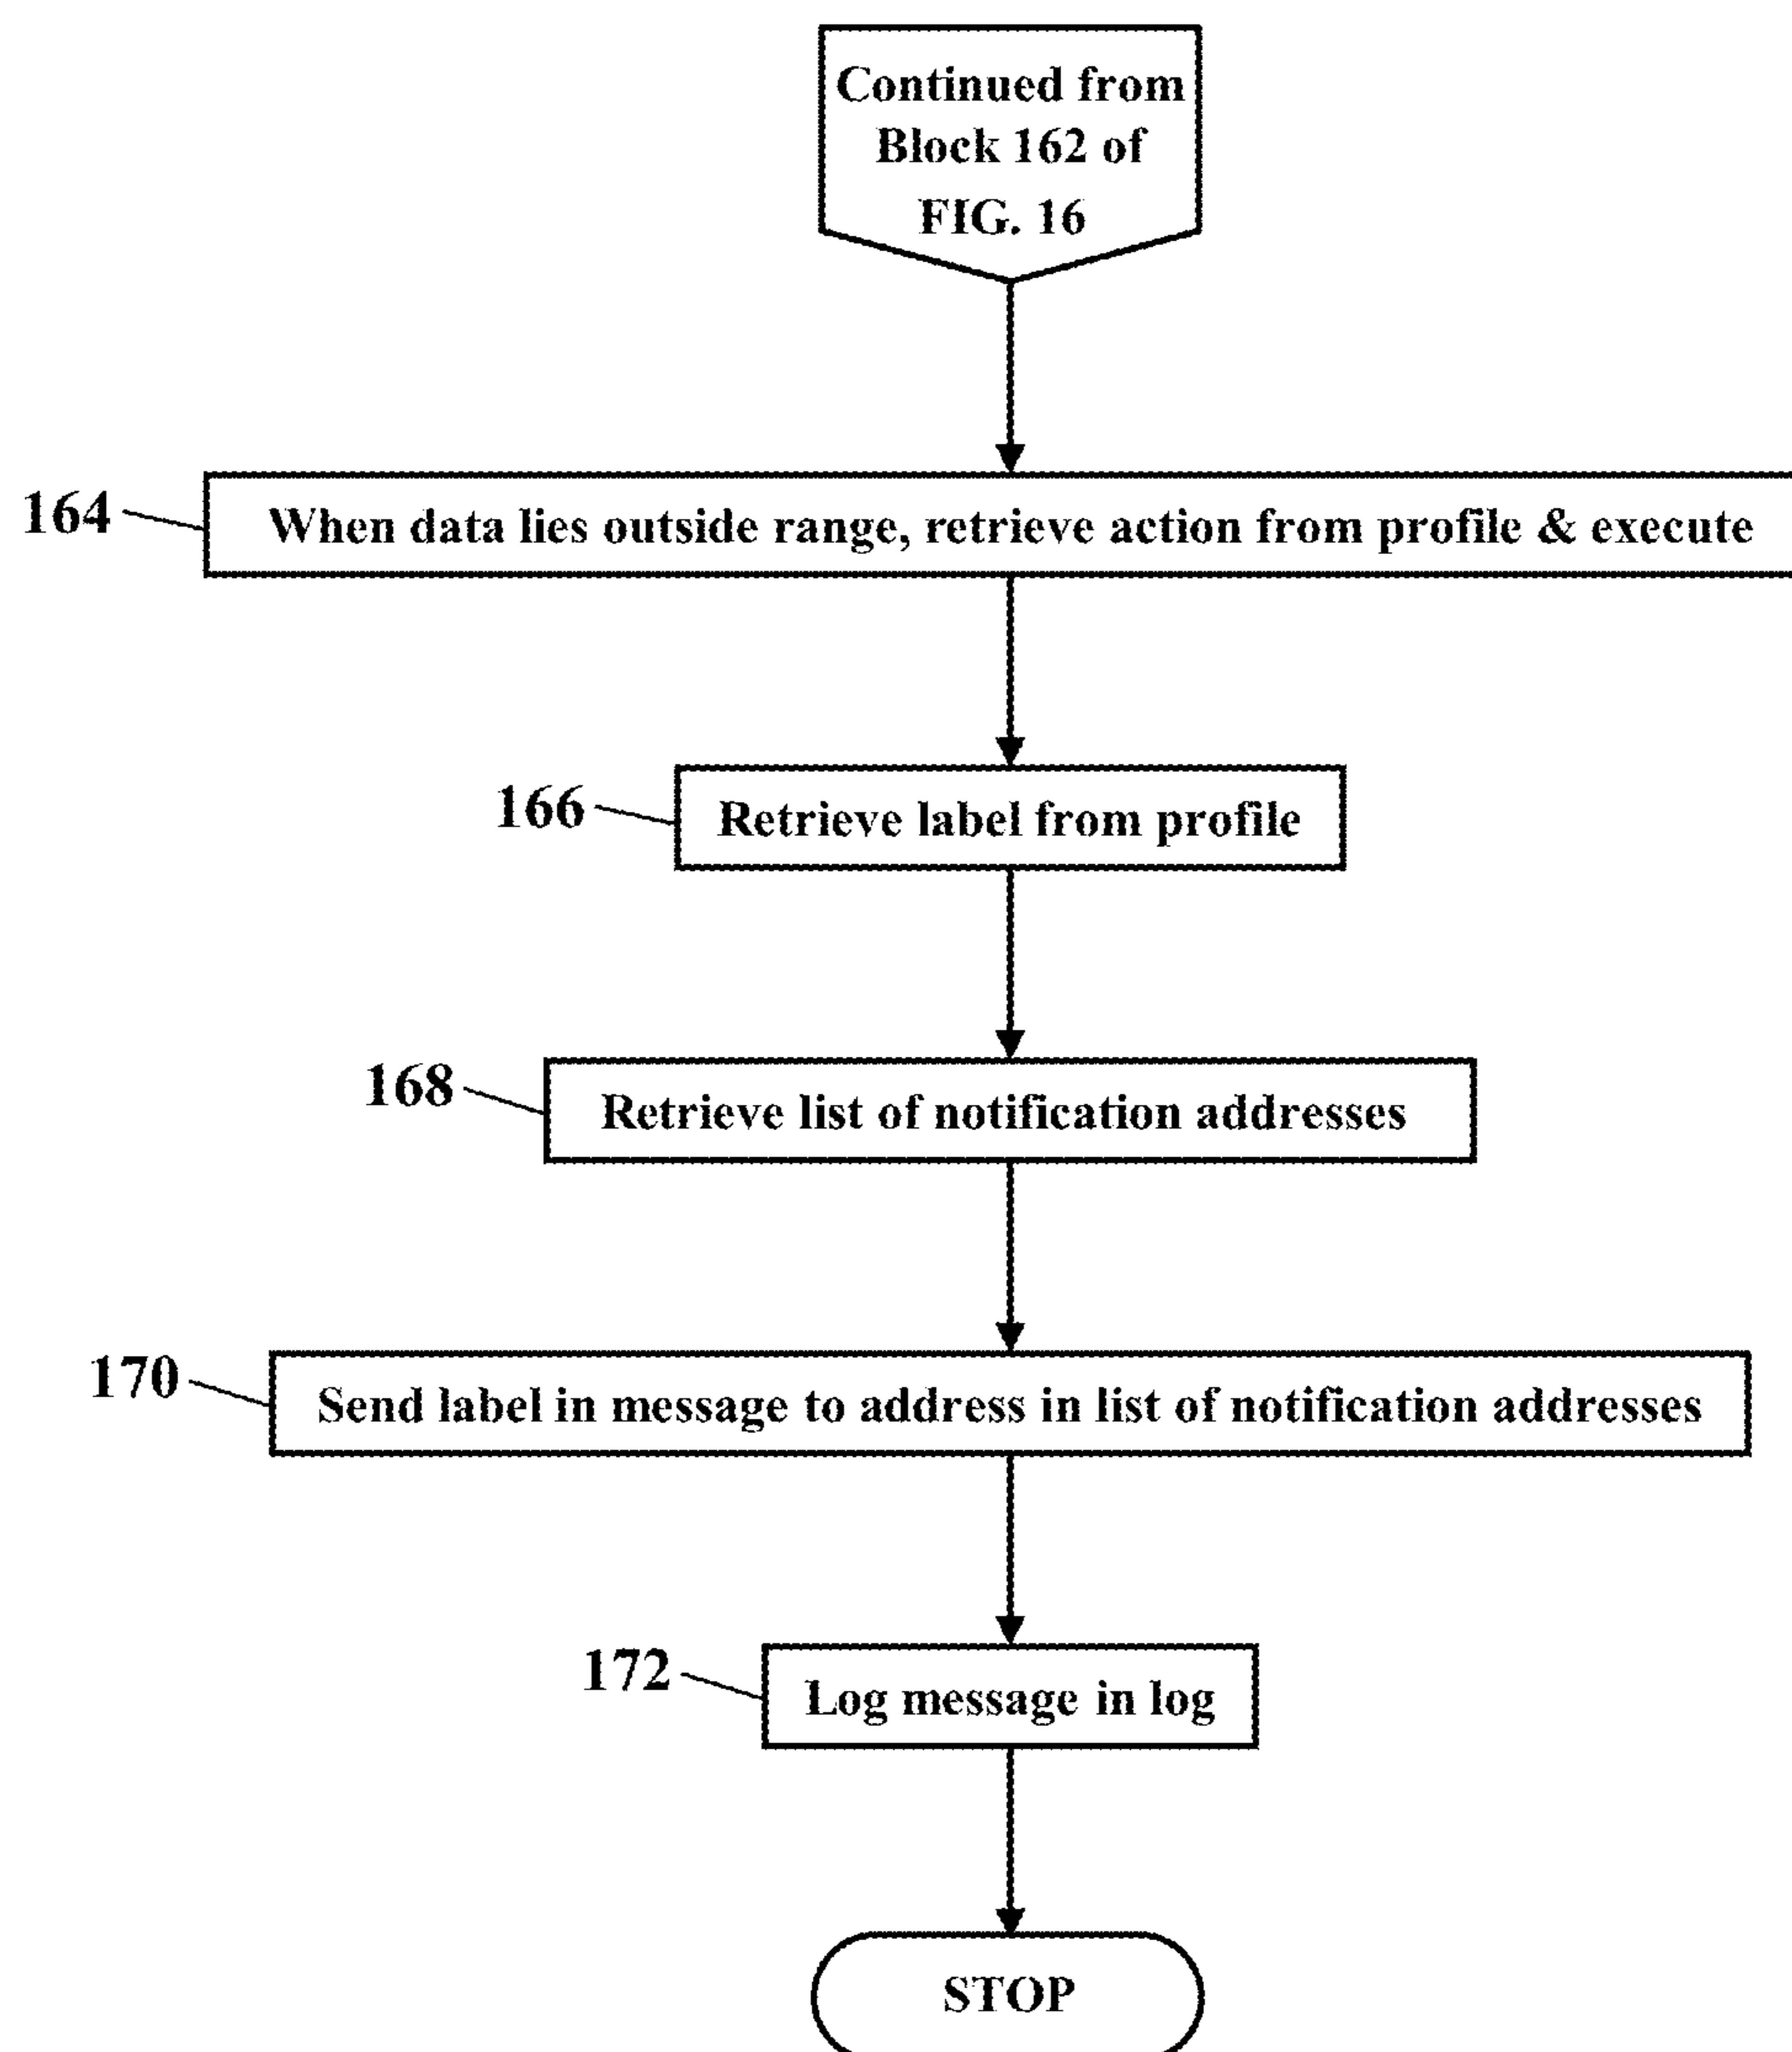 Continued from
Block 162 of
FIG. 16
164
When data lies outside range, retrieve action from profile & execute
166
Retrieve label from profile
168
Retrieve list of notification addresses
170
Send label in message to address in list of notification addresses
172
Log message in log
STOP